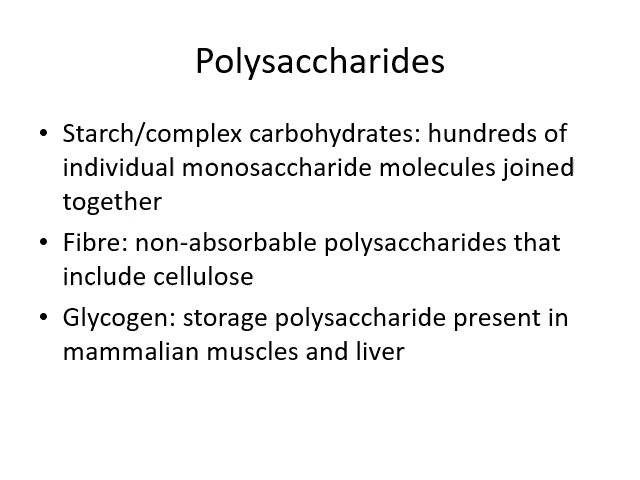 Polysaccharides
• Starch/complex carbohydrates: hundreds of
individual monosaccharide molecules joined
together
• Fibre: non-absorbable polysaccharides that
include cellulose
• Glycogen: storage polysaccharide present in
mammalian muscles and liver